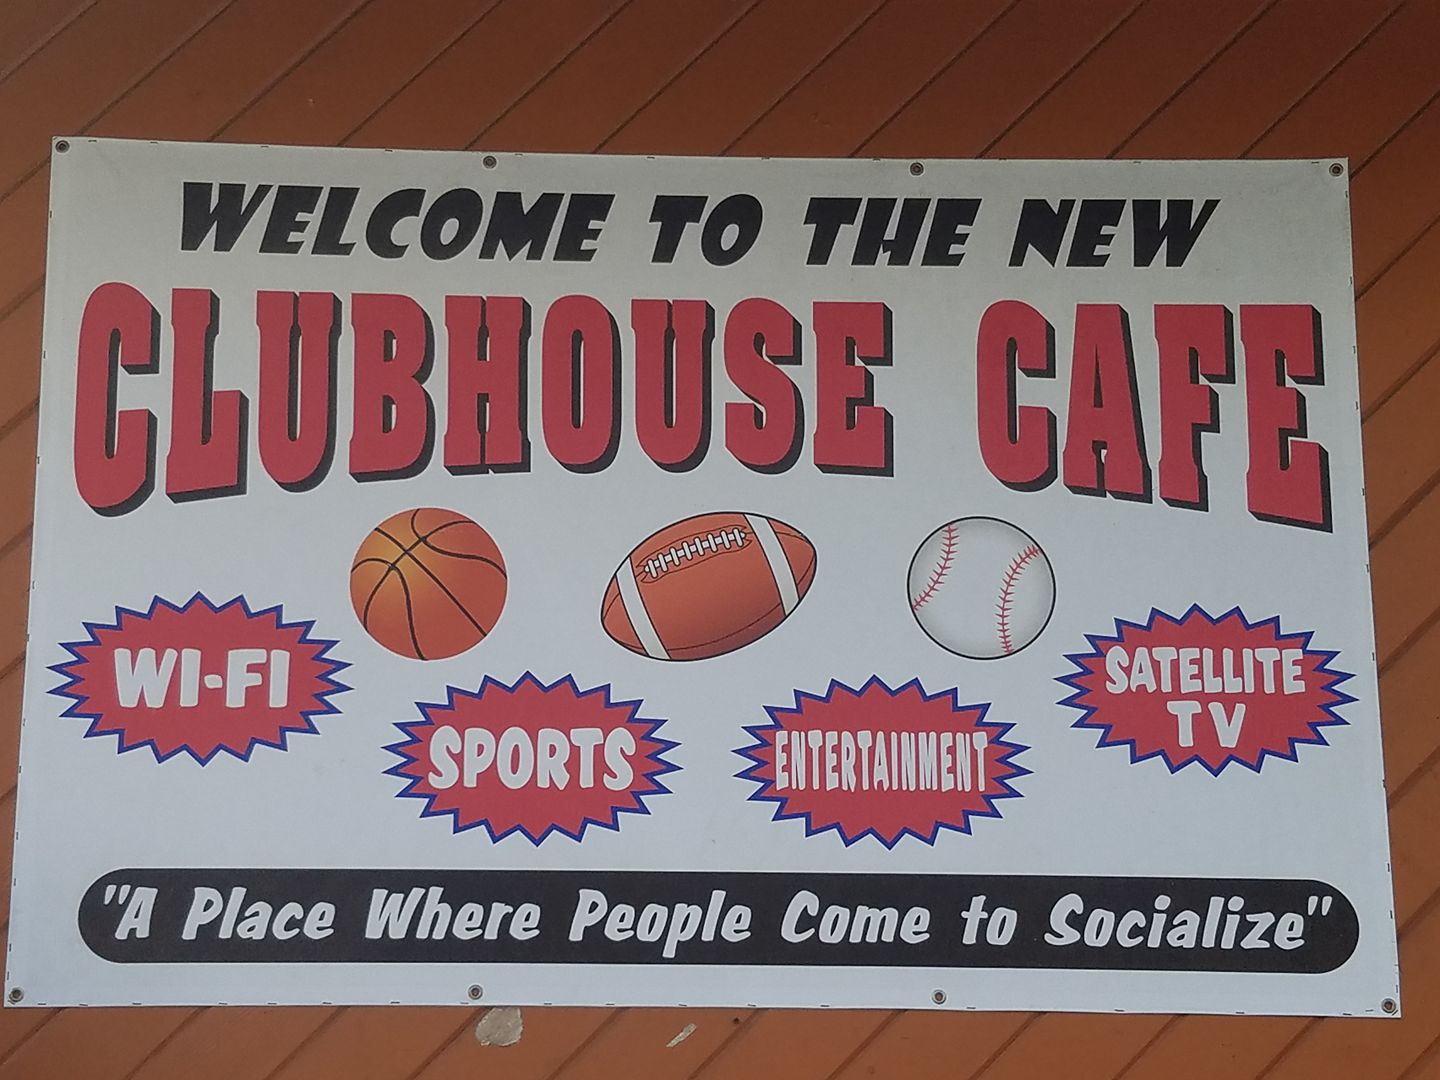 WELCOME TO THE NEW
CLUBHOUSE CAFE
WI-FI
SPORTS
ENTERTAINMENT
SATELLITE
TV
"A Place Where People Come to Socialize"